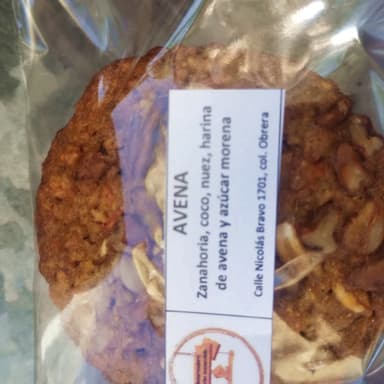 AVENA
Zanahoria, coco, nuez, harina
de avena y azúcar morena
Calle Nicolás Bravo 1701, col. Obrera